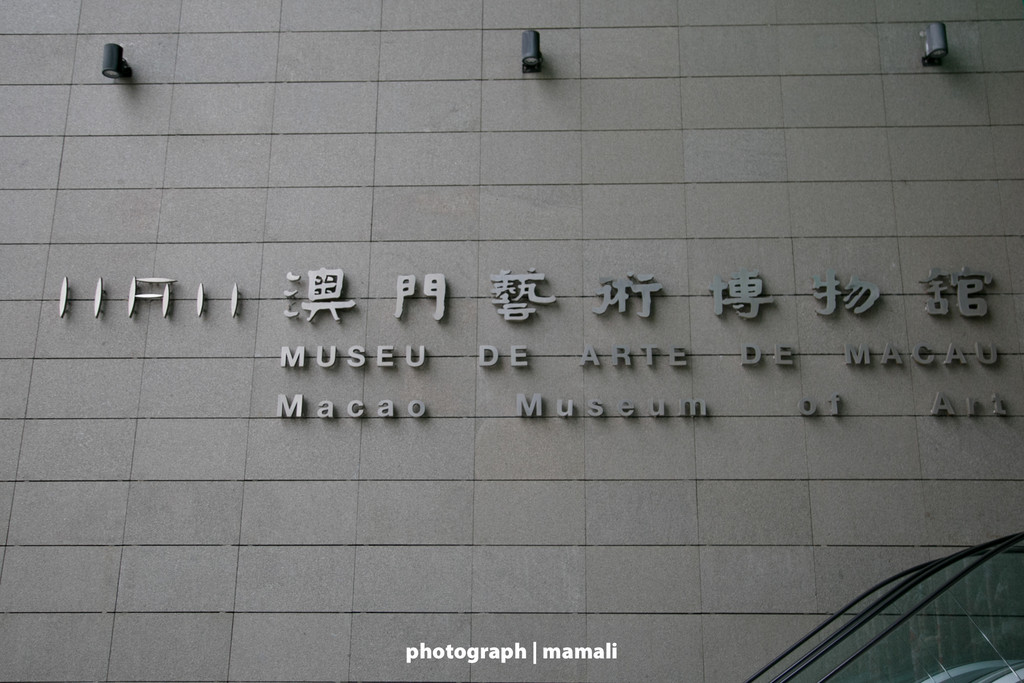 澳門藝術博物館
MUSEU DE ARTE DE MACAU
Macao Museum of Art
photograph | mamali